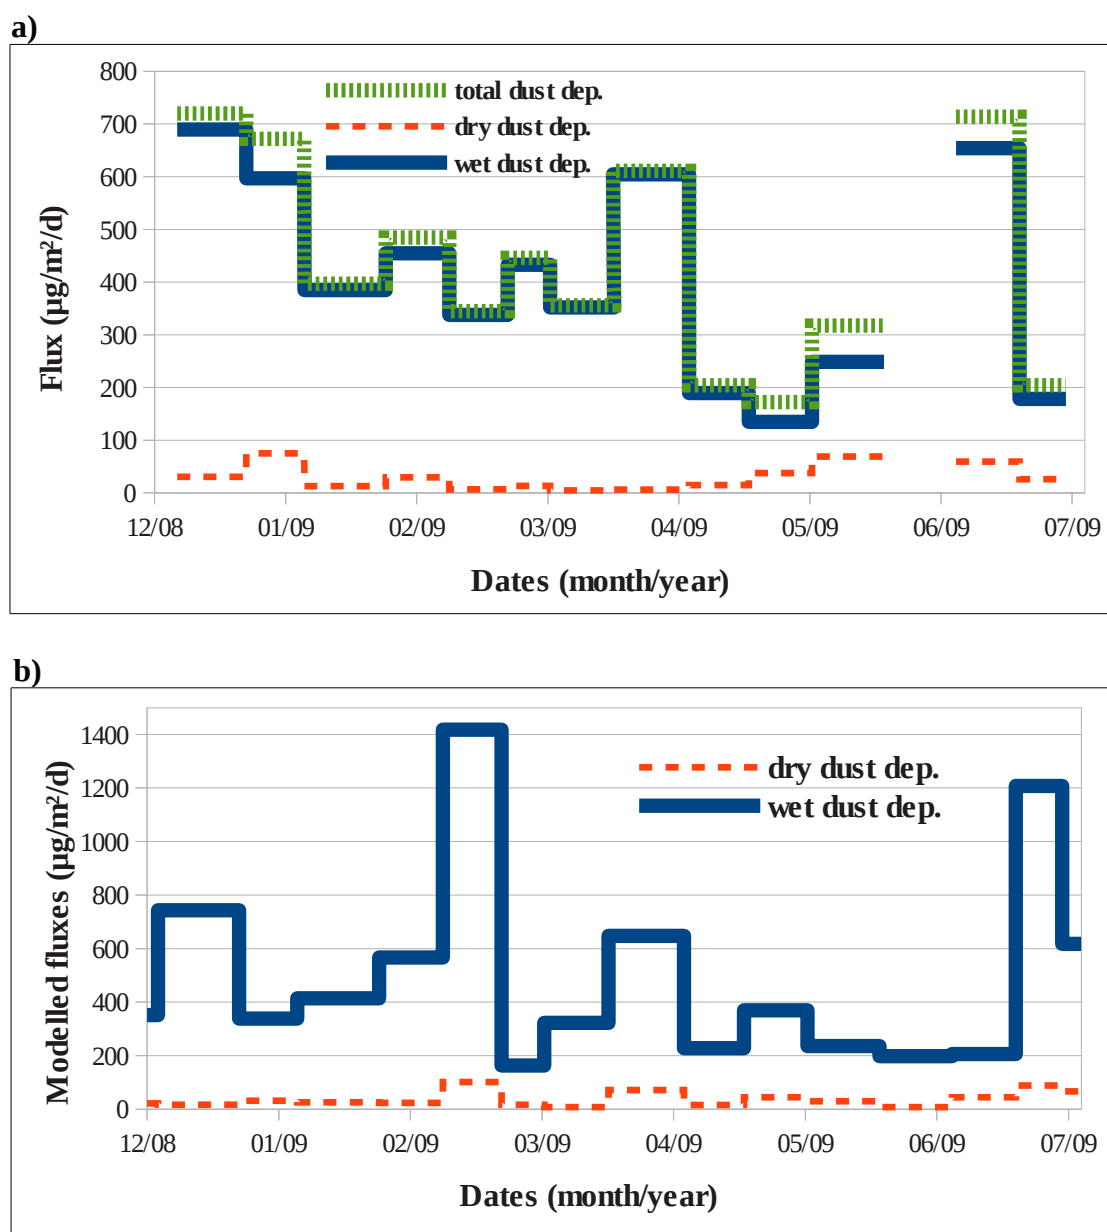 a)
800
700
600
500
400
300
200
100
0
Flux (µg/m²/d)
total dust dep.
dry dust dep.
wet dust dep.
12/08 01/09 02/09 03/09 04/09 05/09 06/09 07/09
Dates (month/year)
b)
1400
1200
1000
800
600
400
200
0
Modelled fluxes (µg/m²/d)
dry dust dep.
wet dust dep.
12/08 01/09 02/09 03/09 04/09 05/09 06/09 07/09
Dates (month/year)